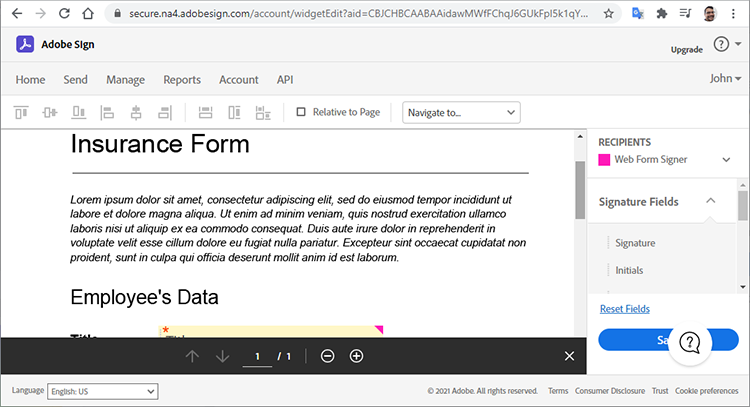 secure.na4.adobesign.com/account/widgetEdit?aid=CBJCHBCAABAAidawMWfFChqJ6GUkFpI5k1qY...
Adobe Sign
Upgrade
Home Send Manage Reports Account API
John
Relative to Page
Navigate to...
RECIPIENTS
Web Form Signer
Signature Fields
Signature
Initials
Reset Fields
Insurance Form
Lorem ipsum dolor sit amet, consectetur adipiscing elit, sed do eiusmod tempor incididunt ut
labore et dolore magna aliqua. Ut enim ad minim veniam, quis nostrud exercitation ullamco
laboris nisi ut aliquip ex ea commodo consequat. Duis aute irure dolor in reprehenderit in
voluptate velit esse cillum dolore eu fugiat nulla pariatur. Excepteur sint occaecat cupidatat non
proident, sunt in culpa qui officia deserunt mollit anim id est laborum.
Employee's Data
1 / 1
Language English: US
© 2021 Adobe. All rights reserved. Terms Consumer Disclosure Trust Cookie preferences